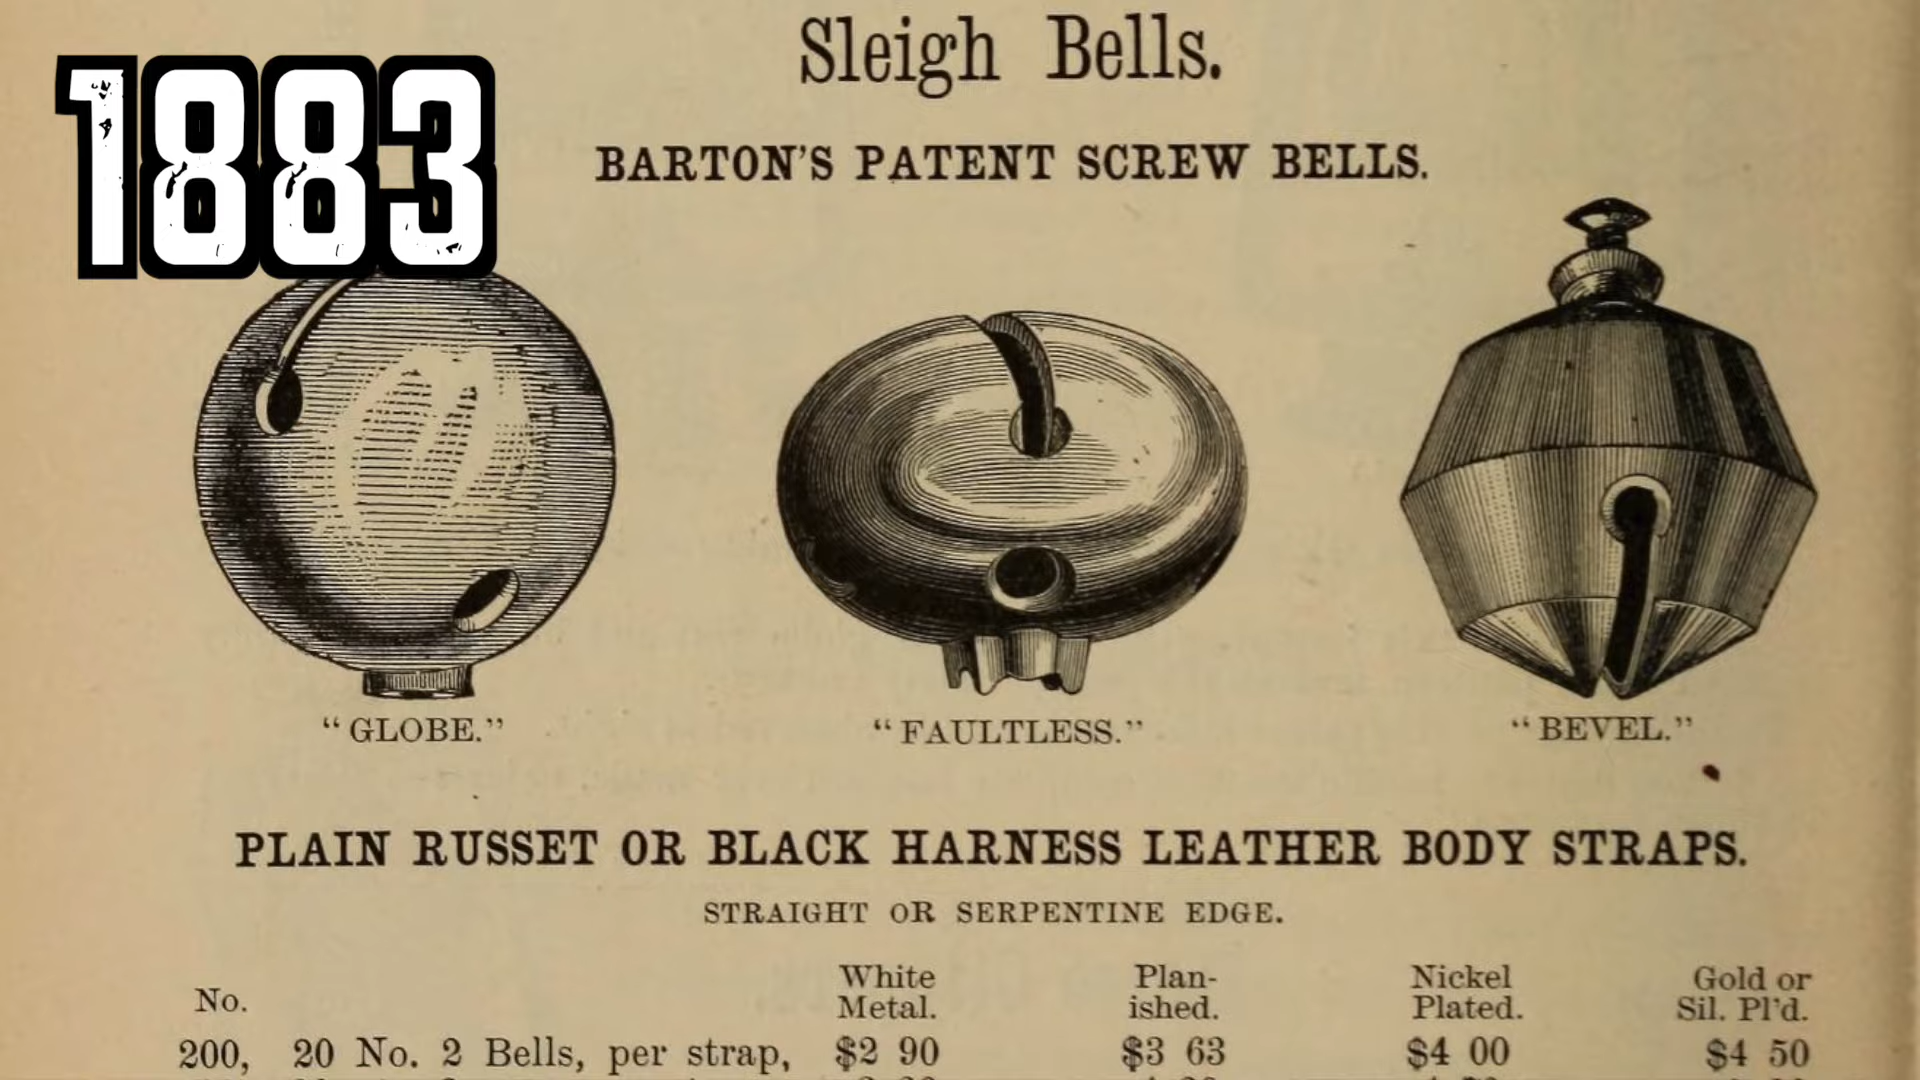 1883
Sleigh Bells.
BARTON'S PATENT SCREW BELLS.
“GLOBE.” “FAULTLESS.” “BEVEL.”
PLAIN RUSSET OR BLACK HARNESS LEATHER BODY STRAPS.
STRAIGHT OR SERPENTINE EDGE.
No. White Metal. Plan-ished. Nickel Plated. Gold or Sil. Pl'd.
200, 20 No. 2 Bells, per strap, $2 90 $3 63 $4 00 $4 50